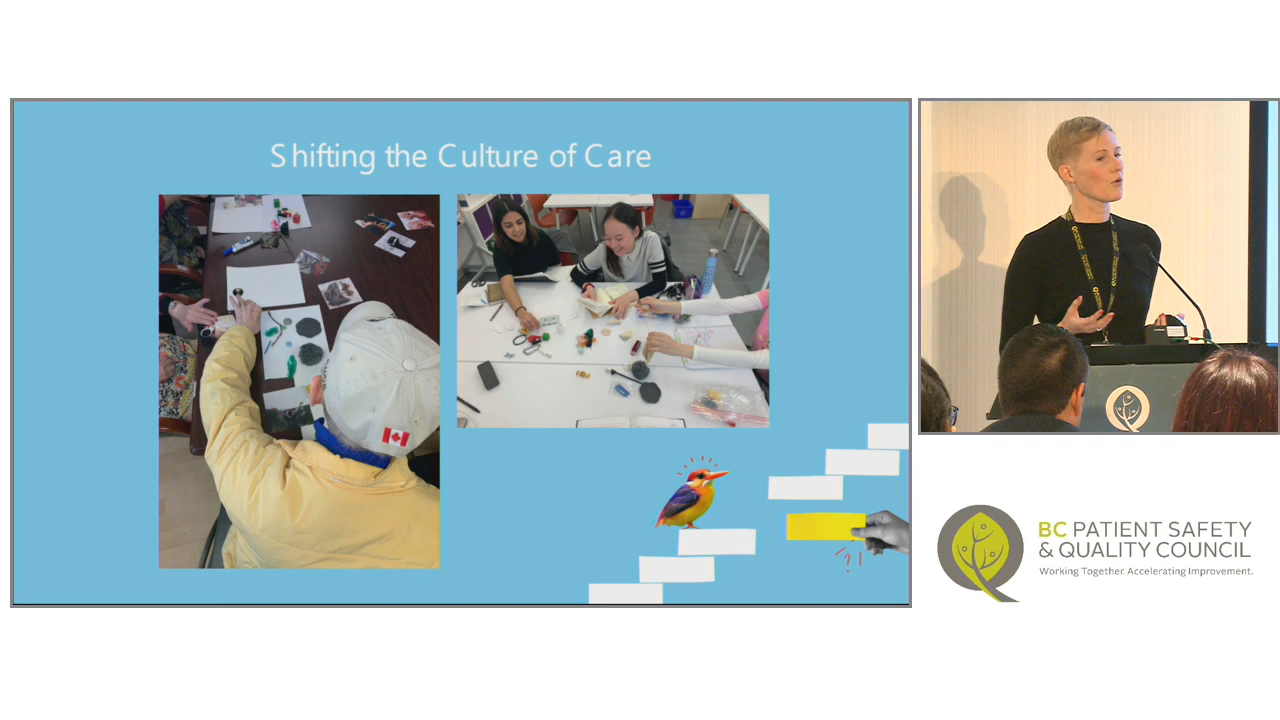 Shifting the Culture of Care
?!
BC PATIENT SAFETY
& QUALITY COUNCIL
Working Together. Accelerating Improvement.